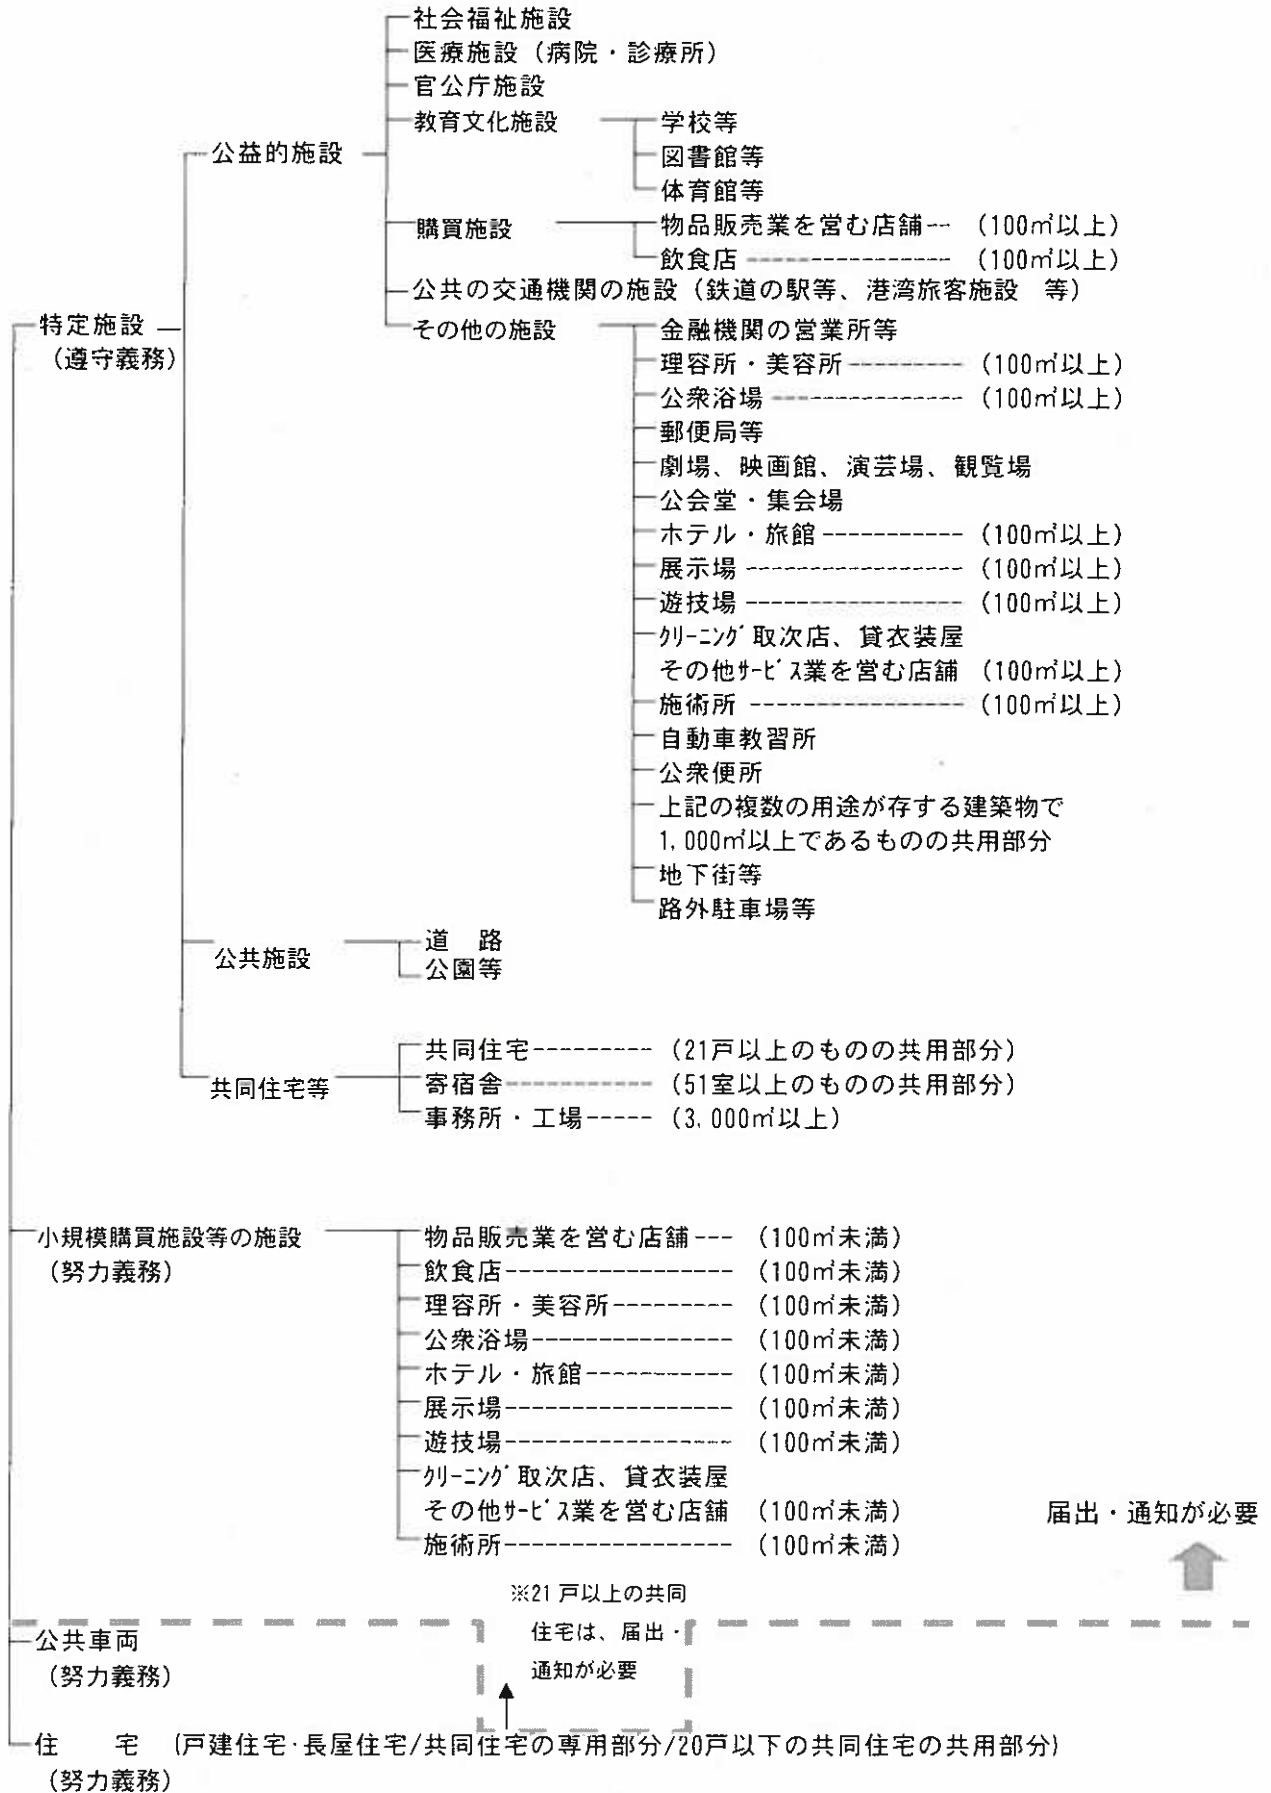 社会福祉施設
医療施設（病院・診療所）
官公庁施設
教育文化施設 学校等
図書館等
体育館等
公益的施設
購買施設 物品販売業を営む店舗-- （100㎡以上）
飲食店 ------------ （100㎡以上）
公共の交通機関の施設（鉄道の駅等、港湾旅客施設　等）
特定施設
（遵守義務）
その他の施設 金融機関の営業所等
理容所・美容所--------- （100㎡以上）
公衆浴場 ------------- （100㎡以上）
郵便局等
劇場、映画館、演芸場、観覧場
公会堂・集会場
ホテル・旅館----------- （100㎡以上）
展示場 ----------------- （100㎡以上）
遊技場 ----------------- （100㎡以上）
ｸﾘｰﾆﾝｸﾞ取次店、貸衣装屋
その他ｻｰﾋﾞｽ業を営む店舗 （100㎡以上）
施術所 ----------------- （100㎡以上）
自動車教習所
公衆便所
上記の複数の用途が存する建築物で
1,000㎡以上であるものの共用部分
地下街等
路外駐車場等
公共施設 道　路
公園等
共同住宅等 共同住宅--------- （21戸以上のものの共用部分）
寄宿舎----------- （51室以上のものの共用部分）
事務所・工場----- （3,000㎡以上）
小規模購買施設等の施設
（努力義務）
物品販売業を営む店舗--- （100㎡未満）
飲食店----------------- （100㎡未満）
理容所・美容所--------- （100㎡未満）
公衆浴場--------------- （100㎡未満）
ホテル・旅館----------- （100㎡未満）
展示場----------------- （100㎡未満）
遊技場----------------- （100㎡未満）
ｸﾘｰﾆﾝｸﾞ取次店、貸衣装屋
その他ｻｰﾋﾞｽ業を営む店舗 （100㎡未満）
施術所----------------- （100㎡未満）
届出・通知が必要
※21 戸以上の共同
住宅は、届出・
通知が必要
公共車両
（努力義務）
住　　宅 （戸建住宅･長屋住宅/共同住宅の専用部分/20戸以下の共同住宅の共用部分）
（努力義務）